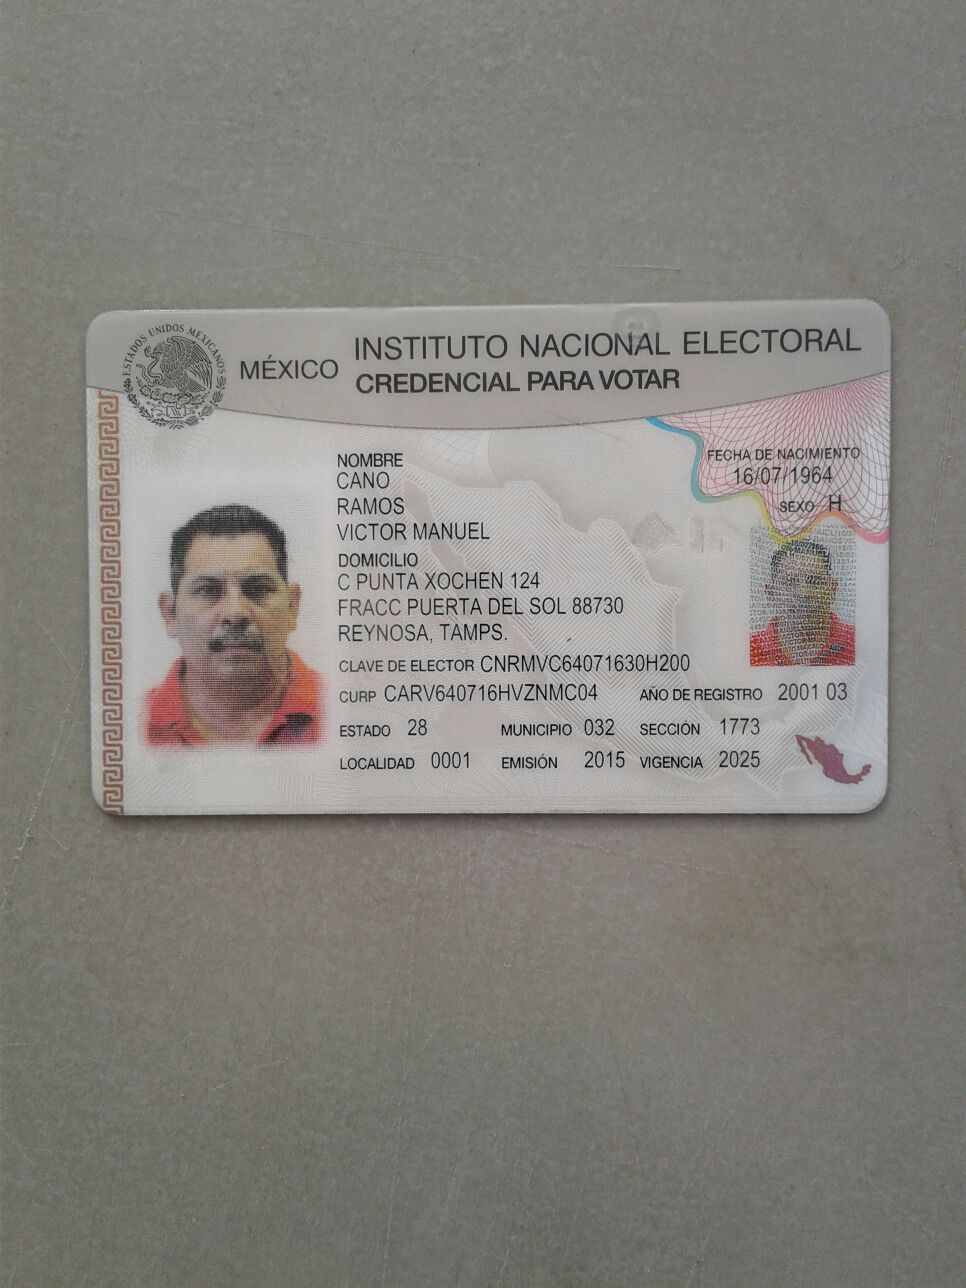 ESTADOS UNIDOS MEXICANOS
MÉXICO INSTITUTO NACIONAL ELECTORAL
CREDENCIAL PARA VOTAR
NOMBRE
CANO
RAMOS
VICTOR MANUEL
FECHA DE NACIMIENTO
16/07/1964
SEXO H
DOMICILIO
C PUNTA XOCHEN 124
FRACC PUERTA DEL SOL 88730
REYNOSA, TAMPS.
CLAVE DE ELECTOR CNRMVC64071630H200
CURP CARV640716HVZNMC04 AÑO DE REGISTRO 2001 03
ESTADO 28 MUNICIPIO 032 SECCIÓN 1773
LOCALIDAD 0001 EMISIÓN 2015 VIGENCIA 2025